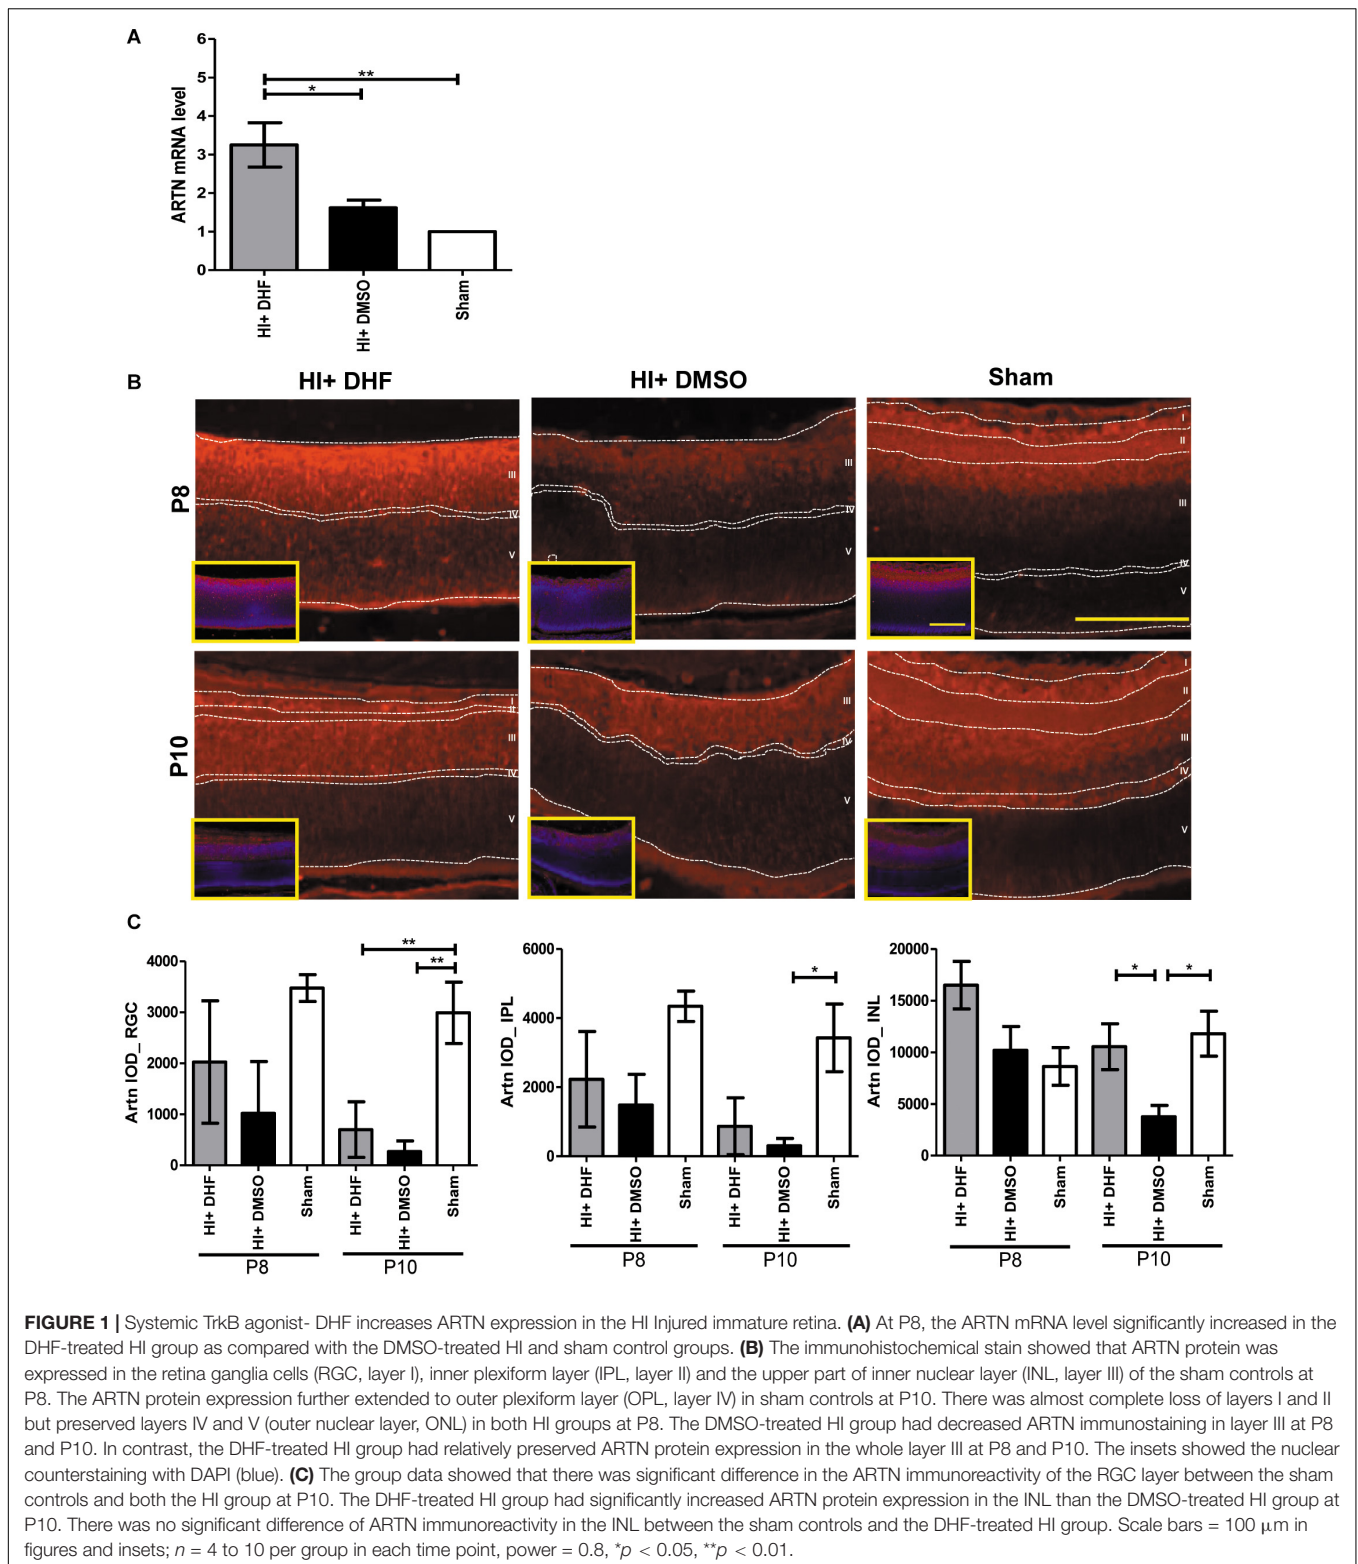 A
6
5
4
3
2
1
0
ARTN mRNA level
**
*
HI+ DHF
HI+ DMSO
Sham
B
HI+ DHF
HI+ DMSO
Sham
P8
III
IV
V
III
IV
V
I
II
III
IV
V
P10
I
II
III
IV
V
III
IV
V
I
II
III
IV
V
C
4000
3000
2000
1000
0
Artn IOD_ RGC
**
**
HI+ DHF
HI+ DMSO
Sham
HI+ DHF
HI+ DMSO
Sham
P8
P10
6000
4000
2000
0
Artn IOD_ IPL
*
HI+ DHF
HI+ DMSO
Sham
HI+ DHF
HI+ DMSO
Sham
P8
P10
20000
15000
10000
5000
0
Artn IOD_ INL
*
*
HI+ DHF
HI+ DMSO
Sham
HI+ DHF
HI+ DMSO
Sham
P8
P10
FIGURE 1 | Systemic TrkB agonist- DHF increases ARTN expression in the HI Injured immature retina. (A) At P8, the ARTN mRNA level significantly increased in the
DHF-treated HI group as compared with the DMSO-treated HI and sham control groups. (B) The immunohistochemical stain showed that ARTN protein was
expressed in the retina ganglia cells (RGC, layer I), inner plexiform layer (IPL, layer II) and the upper part of inner nuclear layer (INL, layer III) of the sham controls at
P8. The ARTN protein expression further extended to outer plexiform layer (OPL, layer IV) in sham controls at P10. There was almost complete loss of layers I and II
but preserved layers IV and V (outer nuclear layer, ONL) in both HI groups at P8. The DMSO-treated HI group had decreased ARTN immunostaining in layer III at P8
and P10. In contrast, the DHF-treated HI group had relatively preserved ARTN protein expression in the whole layer III at P8 and P10. The insets showed the nuclear
counterstaining with DAPI (blue). (C) The group data showed that there was significant difference in the ARTN immunoreactivity of the RGC layer between the sham
controls and both the HI group at P10. The DHF-treated HI group had significantly increased ARTN protein expression in the INL than the DMSO-treated HI group at
P10. There was no significant difference of ARTN immunoreactivity in the INL between the sham controls and the DHF-treated HI group. Scale bars = 100 μm in
figures and insets; n = 4 to 10 per group in each time point, power = 0.8, *p < 0.05, **p < 0.01.